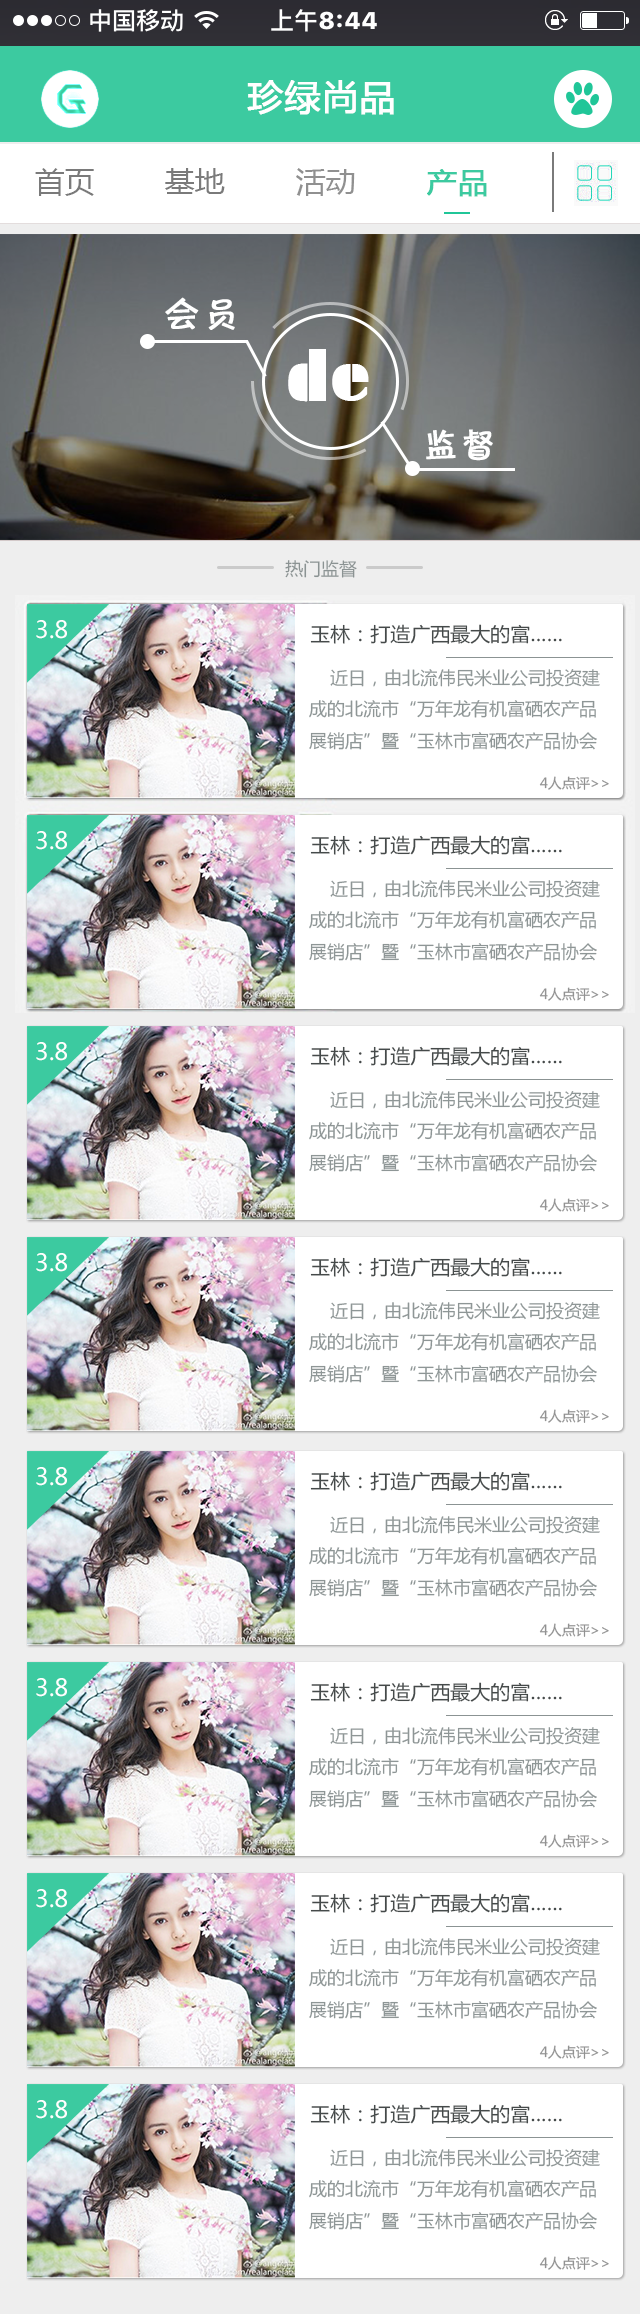 中国移动 上午8:44
珍绿尚品
首页 基地 活动 产品
会员
de
监督
热门监督
3.8
玉林：打造广西最大的富……
近日，由北流伟民米业公司投资建
成的北流市“万年龙有机富硒农产品
展销店”暨“玉林市富硒农产品协会
4人点评>>
3.8
玉林：打造广西最大的富……
近日，由北流伟民米业公司投资建
成的北流市“万年龙有机富硒农产品
展销店”暨“玉林市富硒农产品协会
4人点评>>
3.8
玉林：打造广西最大的富……
近日，由北流伟民米业公司投资建
成的北流市“万年龙有机富硒农产品
展销店”暨“玉林市富硒农产品协会
4人点评>>
3.8
玉林：打造广西最大的富……
近日，由北流伟民米业公司投资建
成的北流市“万年龙有机富硒农产品
展销店”暨“玉林市富硒农产品协会
4人点评>>
3.8
玉林：打造广西最大的富……
近日，由北流伟民米业公司投资建
成的北流市“万年龙有机富硒农产品
展销店”暨“玉林市富硒农产品协会
4人点评>>
3.8
玉林：打造广西最大的富……
近日，由北流伟民米业公司投资建
成的北流市“万年龙有机富硒农产品
展销店”暨“玉林市富硒农产品协会
4人点评>>
3.8
玉林：打造广西最大的富……
近日，由北流伟民米业公司投资建
成的北流市“万年龙有机富硒农产品
展销店”暨“玉林市富硒农产品协会
4人点评>>
3.8
玉林：打造广西最大的富……
近日，由北流伟民米业公司投资建
成的北流市“万年龙有机富硒农产品
展销店”暨“玉林市富硒农产品协会
4人点评>>